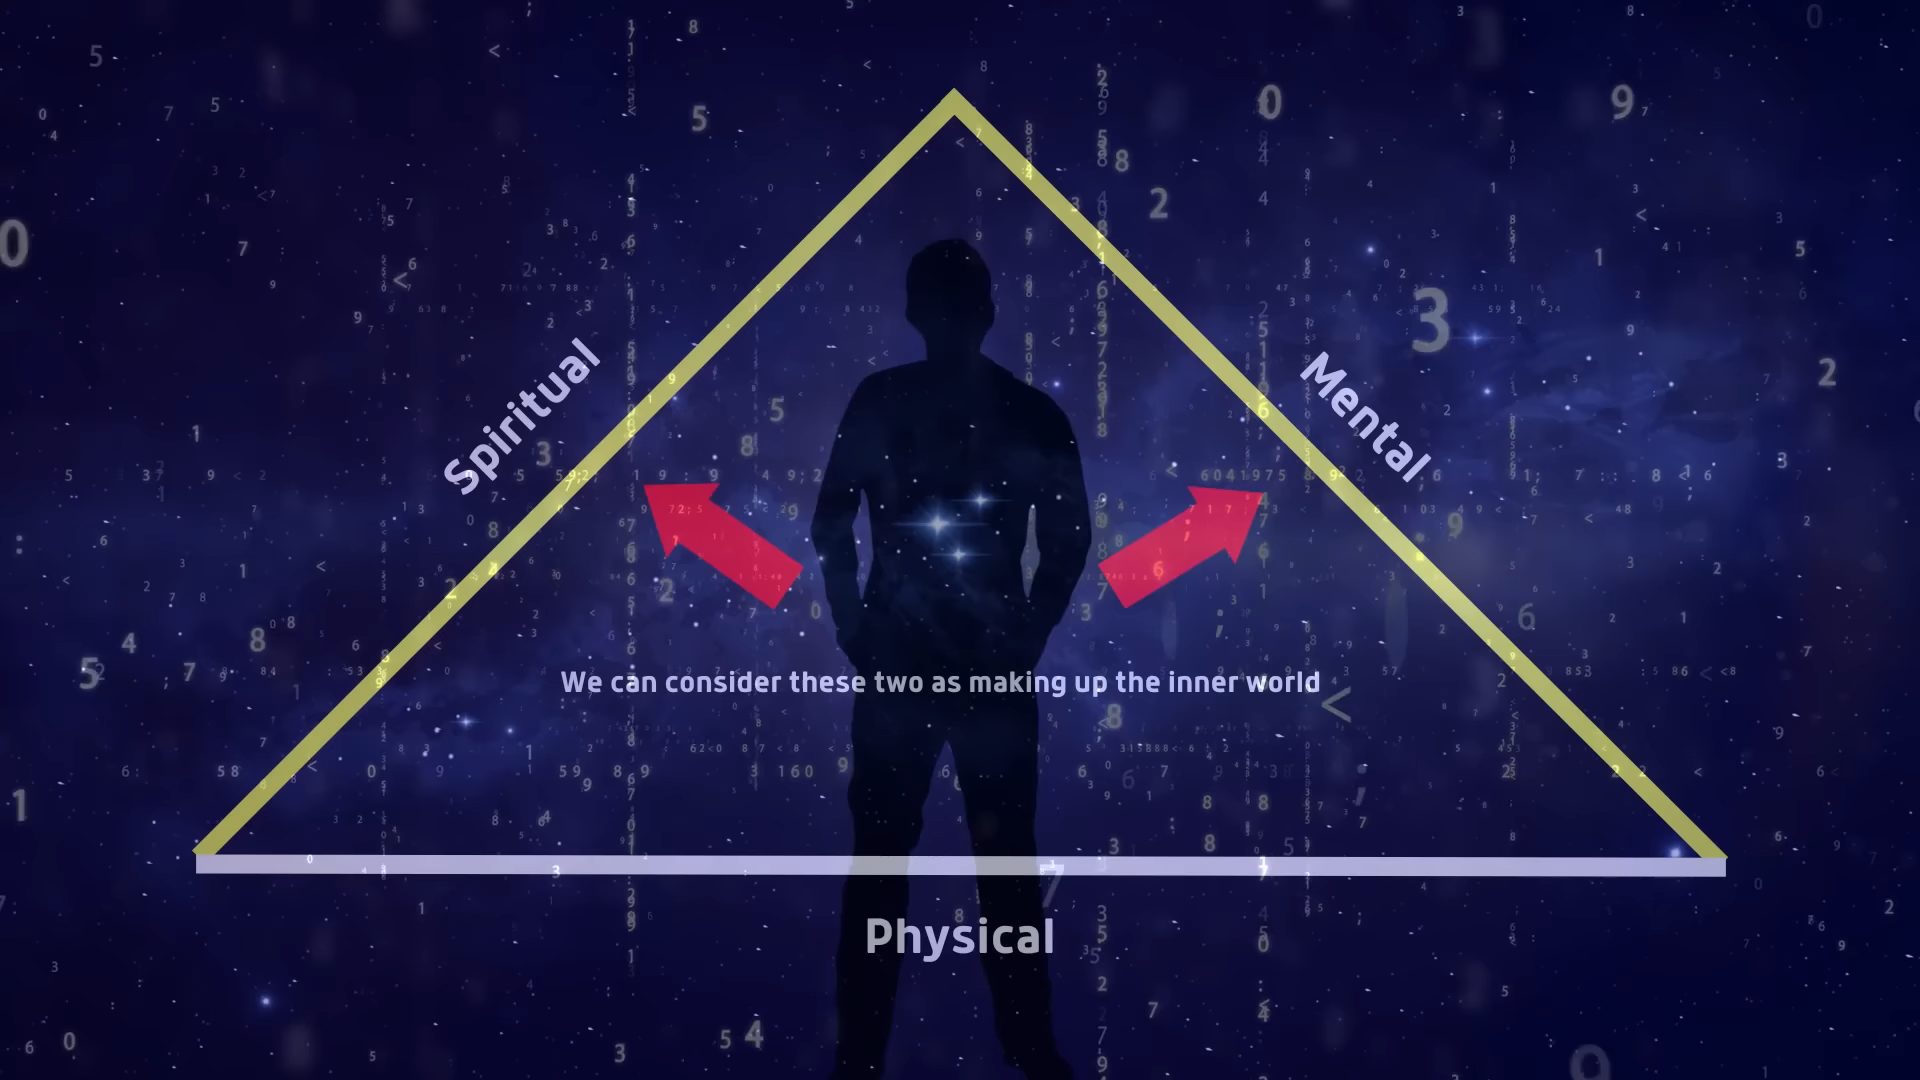 Spiritual
Mental
We can consider these two as making up the inner world
Physical